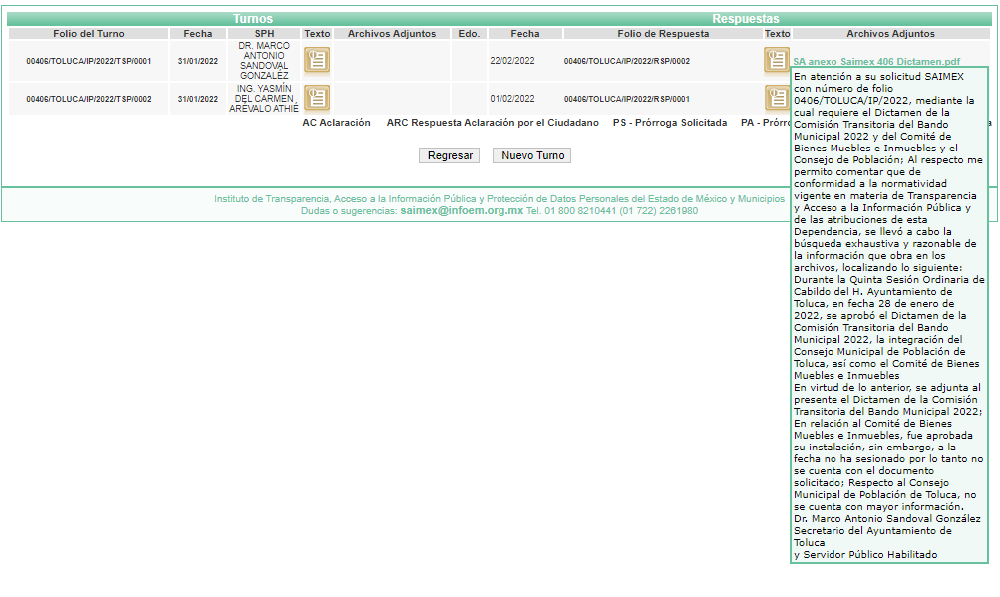 Turnos Respuestas
Folio del Turno Fecha SPH Texto Archivos Adjuntos Edo. Fecha Folio de Respuesta Texto Archivos Adjuntos
00406/TOLUCA/IP/2022/TSP/0001 31/01/2022 DR. MARCO ANTONIO SANDOVAL GONZALÉZ 22/02/2022 00406/TOLUCA/IP/2022/RSP/0002 SA anexo Saimex 406 Dictamen.pdf
00406/TOLUCA/IP/2022/TSP/0002 31/01/2022 ING. YASMÍN DEL CARMEN AREVALO ATHIÉ 01/02/2022 00406/TOLUCA/IP/2022/RSP/0001
AC Aclaración ARC Respuesta Aclaración por el Ciudadano PS - Prórroga Solicitada PA - Prórro
Regresar Nuevo Turno
Instituto de Transparencia, Acceso a la Información Pública y Protección de Datos Personales del Estado de México y Municipios
Dudas o sugerencias: saimex@infoem.org.mx Tel. 01 800 8210441 (01 722) 2261980
En atención a su solicitud SAIMEX
con número de folio
0406/TOLUCA/IP/2022, mediante la
cual requiere el Dictamen de la
Comisión Transitoria del Bando
Municipal 2022 y del Comité de
Bienes Muebles e Inmuebles y el
Consejo de Población; Al respecto me
permito comentar que de
conformidad a la normatividad
vigente en materia de Transparencia
y Acceso a la Información Pública y
de las atribuciones de esta
Dependencia, se llevó a cabo la
búsqueda exhaustiva y razonable de
la información que obra en los
archivos, localizando lo siguiente:
Durante la Quinta Sesión Ordinaria de
Cabildo del H. Ayuntamiento de
Toluca, en fecha 28 de enero de
2022, se aprobó el Dictamen de la
Comisión Transitoria del Bando
Municipal 2022, la integración del
Consejo Municipal de Población de
Toluca, así como el Comité de Bienes
Muebles e Inmuebles
En virtud de lo anterior, se adjunta al
presente el Dictamen de la Comisión
Transitoria del Bando Municipal 2022;
En relación al Comité de Bienes
Muebles e Inmuebles, fue aprobada
su instalación, sin embargo, a la
fecha no ha sesionado por lo tanto no
se cuenta con el documento
solicitado; Respecto al Consejo
Municipal de Población de Toluca, no
se cuenta con mayor información.
Dr. Marco Antonio Sandoval González
Secretario del Ayuntamiento de
Toluca
y Servidor Público Habilitado